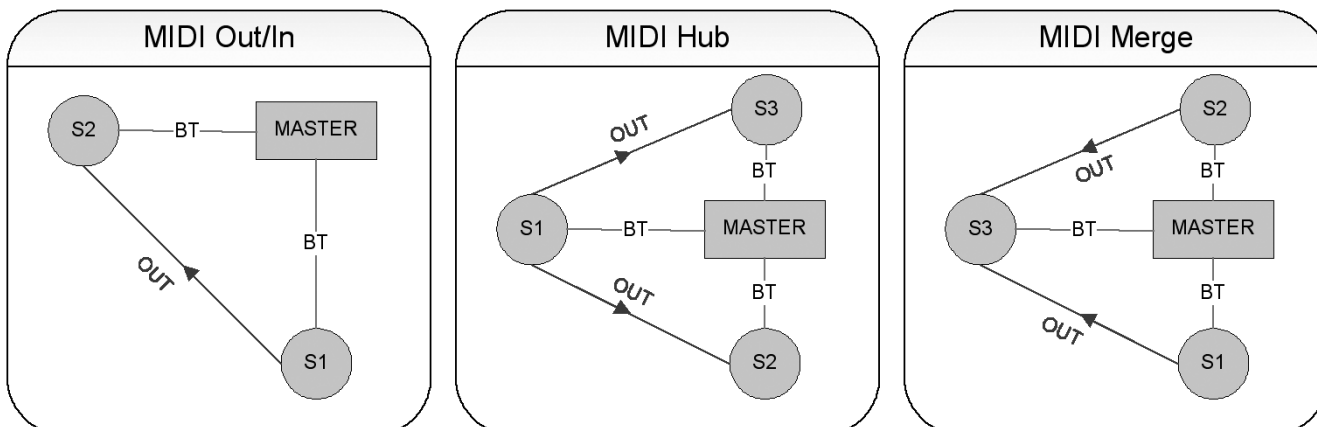 MIDI Out/In
S2
BT
MASTER
BT
OUT
S1
MIDI Hub
S3
OUT
BT
S1
BT
MASTER
OUT
BT
S2
MIDI Merge
S2
OUT
BT
S3
BT
MASTER
BT
OUT
S1